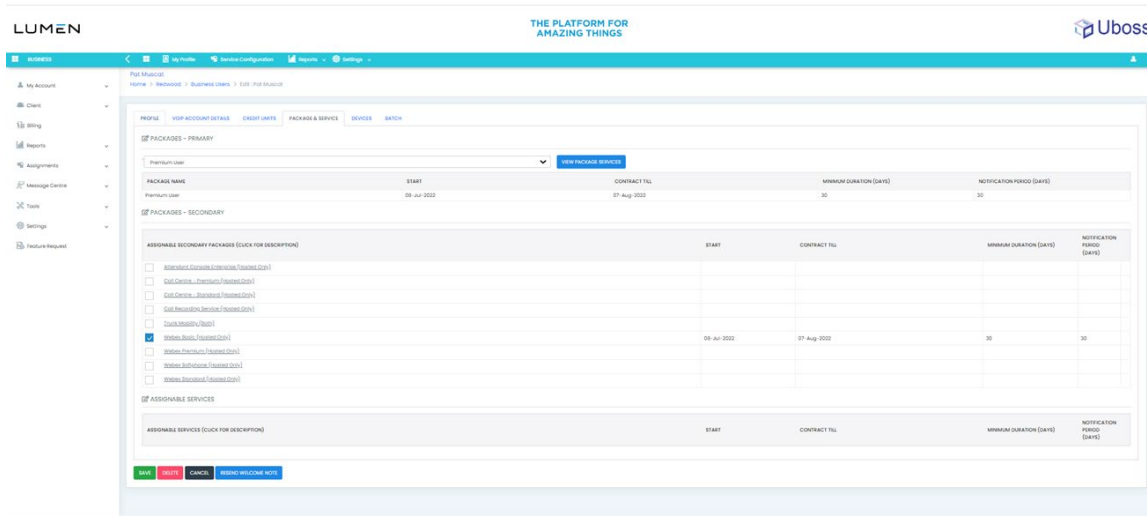 LUMEN
THE PLATFORM FOR
AMAZING THINGS
Uboss
BUSINESS
My Profile Service Configuration Reports Settings
Pat Muscat
Home > Redwood > Business Users > Edit :Pat Muscat
My Account
Client
Billing
Reports
Assignments
Message Centre
Tools
Settings
Feature Request
PROFILE VOIP ACCOUNT DETAILS CREDIT LIMITS PACKAGE & SERVICE DEVICES BATCH
PACKAGES - PRIMARY
Premium User VIEW PACKAGE SERVICES
PACKAGE NAME START CONTRACT TILL MINIMUM DURATION (DAYS) NOTIFICATION PERIOD (DAYS)
Premium User 08-Jul-2022 07-Aug-2022 30 30
PACKAGES - SECONDARY
ASSIGNABLE SECONDARY PACKAGES (CLICK FOR DESCRIPTION) START CONTRACT TILL MINIMUM DURATION (DAYS) NOTIFICATION PERIOD (DAYS)
Attendant Console Enterprise (Hosted Only)
Call Centre - Premium (Hosted Only)
Call Centre - Standard (Hosted Only)
Call Recording Service (Hosted Only)
Trunk Mobility (Both)
Webex Basic (Hosted Only) 08-Jul-2022 07-Aug-2022 30 30
Webex Premium (Hosted Only)
Webex Softphone (Hosted Only)
Webex Standard (Hosted Only)
ASSIGNABLE SERVICES
ASSIGNABLE SERVICES (CLICK FOR DESCRIPTION) START CONTRACT TILL MINIMUM DURATION (DAYS) NOTIFICATION PERIOD (DAYS)
SAVE DELETE CANCEL RESEND WELCOME NOTE